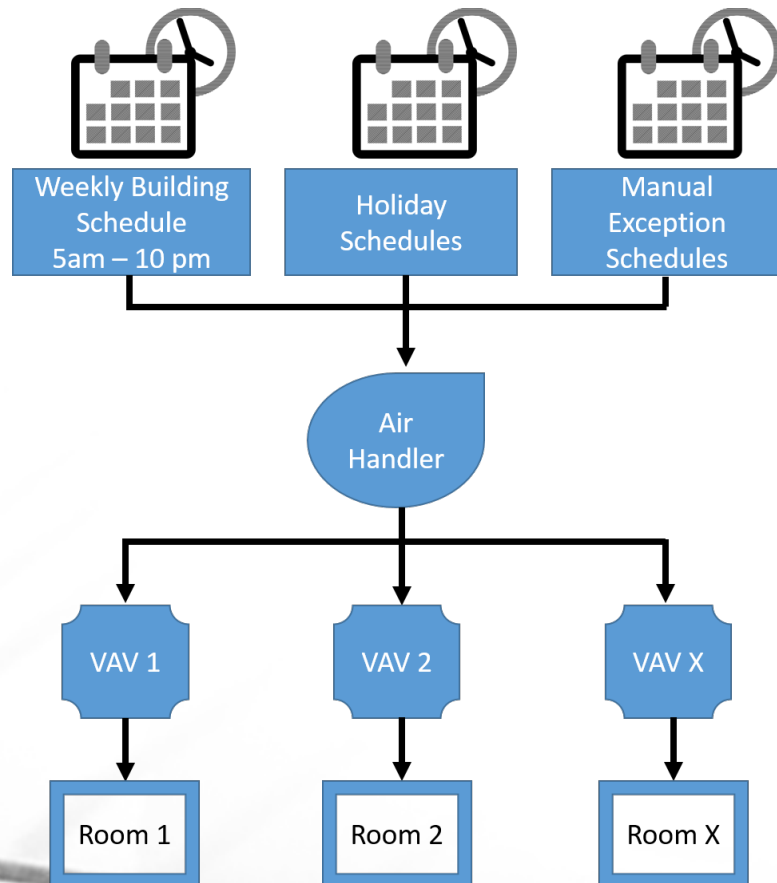 Weekly Building
Schedule
5am – 10 pm
Holiday
Schedules
Manual
Exception
Schedules
Air
Handler
VAV 1
VAV 2
VAV X
Room 1
Room 2
Room X